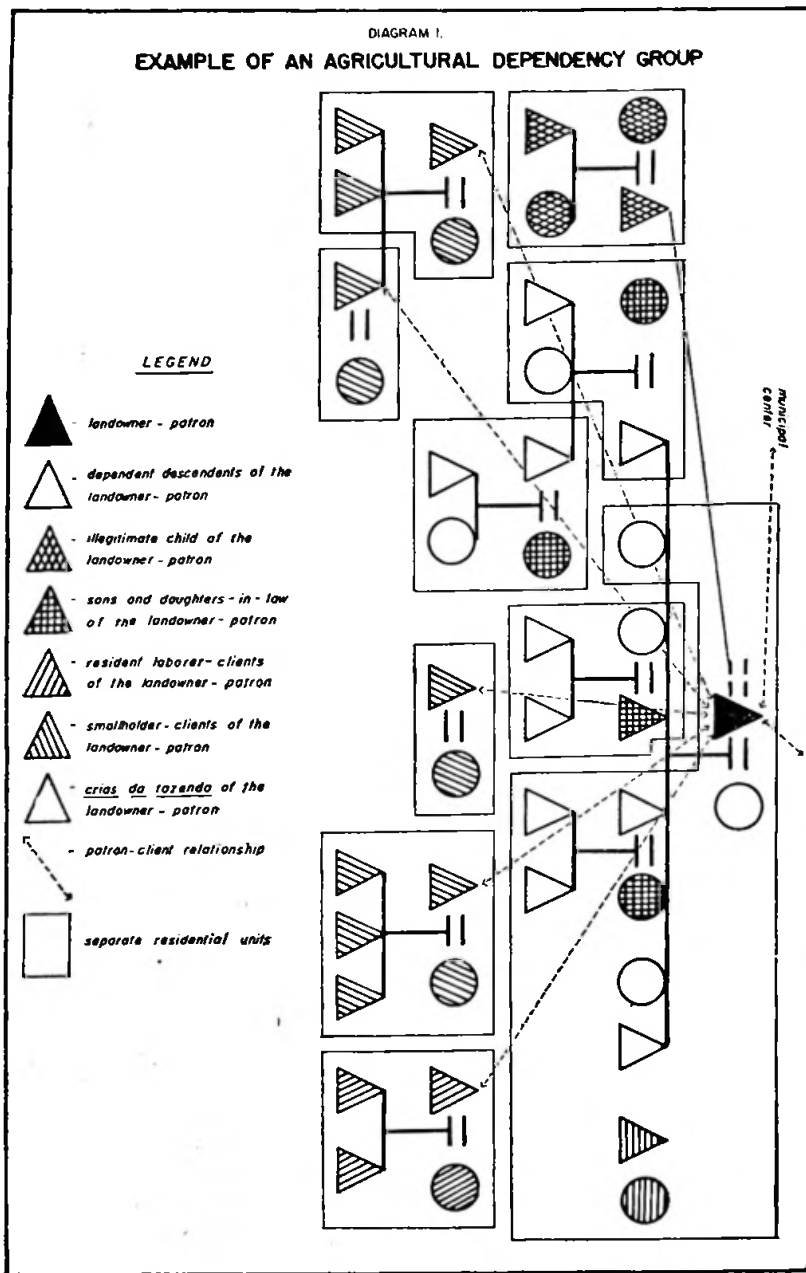 DIAGRAM 1.
EXAMPLE OF AN AGRICULTURAL DEPENDENCY GROUP
municipal
center
LEGEND
- landowner - patron
- dependent descendents of the
landowner - patron
- illegitimate child of the
landowner - patron
- sons and daughters - in - law
of the landowner - patron
- resident laborer - clients
of the landowner - patron
- smallholder - clients of the
landowner - patron
crias da fazenda of the
landowner - patron
- patron - client relationship
separate residential units